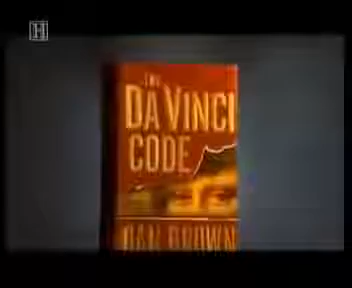 H
THE
DA VINCI
CODE
DAN BROWN